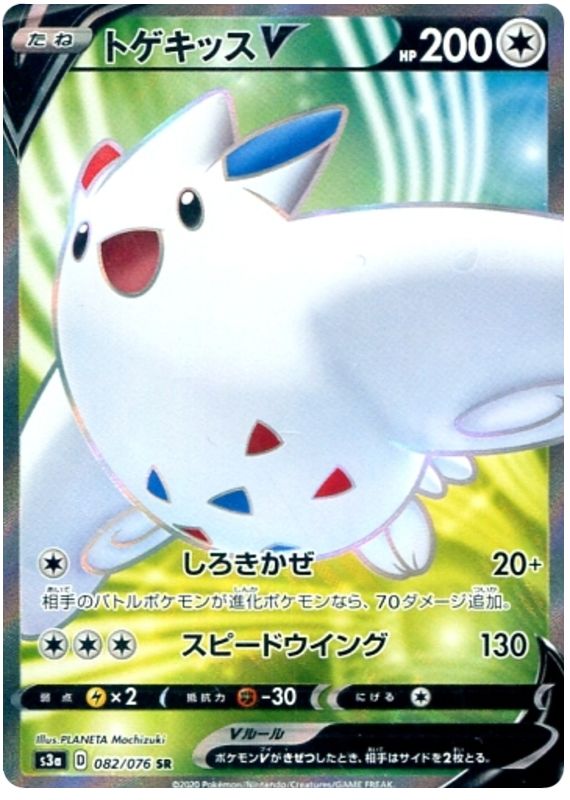 たね トゲキッスV HP 200
しろきかぜ 20+
相手のバトルポケモンが進化ポケモンなら、70ダメージ追加。
スピードウイング 130
弱点 ×2 抵抗力 -30 にげる
Illus.PLANETA Mochizuki
Vルール
ポケモンVがきぜつしたとき、相手はサイドを2枚とる。
s3a D 082/076 SR
©2020 Pokémon/Nintendo/Creatures/GAME FREAK.